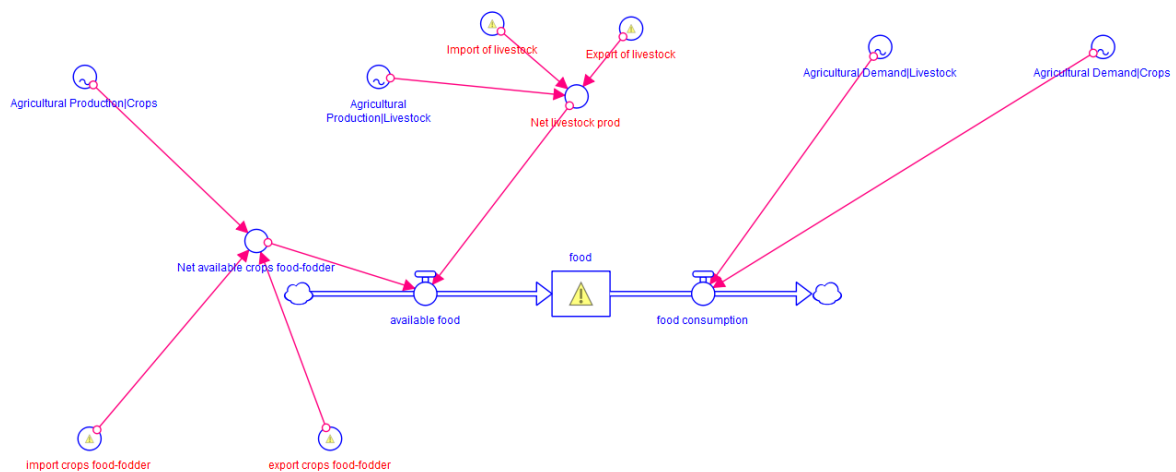 Import of livestock
Export of livestock
Agricultural Production|Crops
Agricultural
Production|Livestock
Net livestock prod
Agricultural Demand|Livestock
Agricultural Demand|Crops
Net available crops food-fodder
food
available food
food consumption
import crops food-fodder
export crops food-fodder